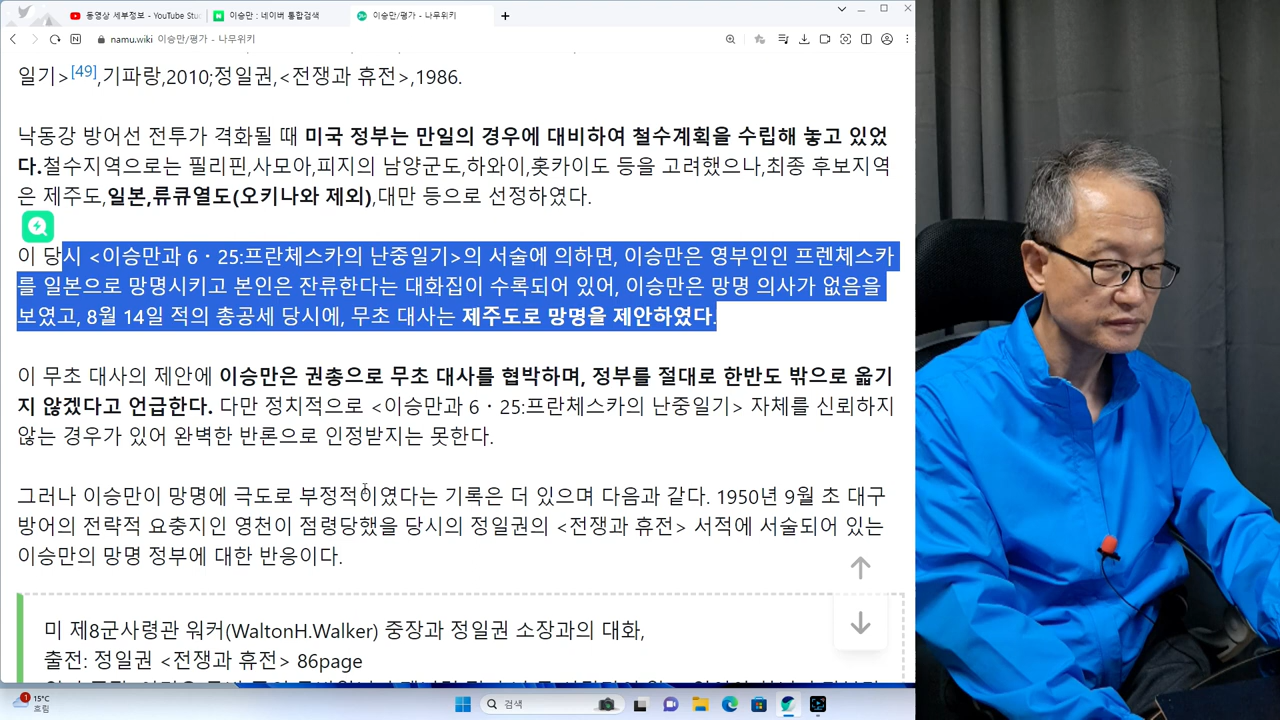 동영상 세부정보 - YouTube Stu
이승만 : 네이버 통합검색
이승만/평가 - 나무위키
namu.wiki 이승만/평가 - 나무위키
일기>[49],기파랑,2010;정일권,<전쟁과 휴전>,1986.
낙동강 방어선 전투가 격화될 때 미국 정부는 만일의 경우에 대비하여 철수계획을 수립해 놓고 있었
다.철수지역으로는 필리핀,사모아,피지의 남양군도,하와이,홋카이도 등을 고려했으나,최종 후보지역
은 제주도,일본,류큐열도(오키나와 제외),대만 등으로 선정하였다.
이 당시 <이승만과 6・25:프란체스카의 난중일기>의 서술에 의하면, 이승만은 영부인인 프렌체스카
를 일본으로 망명시키고 본인은 잔류한다는 대화집이 수록되어 있어, 이승만은 망명 의사가 없음을
보였고, 8월 14일 적의 총공세 당시에, 무초 대사는 제주도로 망명을 제안하였다.
이 무초 대사의 제안에 이승만은 권총으로 무초 대사를 협박하며, 정부를 절대로 한반도 밖으로 옮기
지 않겠다고 언급한다. 다만 정치적으로 <이승만과 6・25:프란체스카의 난중일기> 자체를 신뢰하지
않는 경우가 있어 완벽한 반론으로 인정받지는 못한다.
그러나 이승만이 망명에 극도로 부정적이였다는 기록은 더 있으며 다음과 같다. 1950년 9월 초 대구
방어의 전략적 요충지인 영천이 점령당했을 당시의 정일권의 <전쟁과 휴전> 서적에 서술되어 있는
이승만의 망명 정부에 대한 반응이다.
미 제8군사령관 워커(WaltonH.Walker) 중장과 정일권 소장과의 대화,
출전: 정일권 <전쟁과 휴전> 86page
1
15°C
흐림
검색